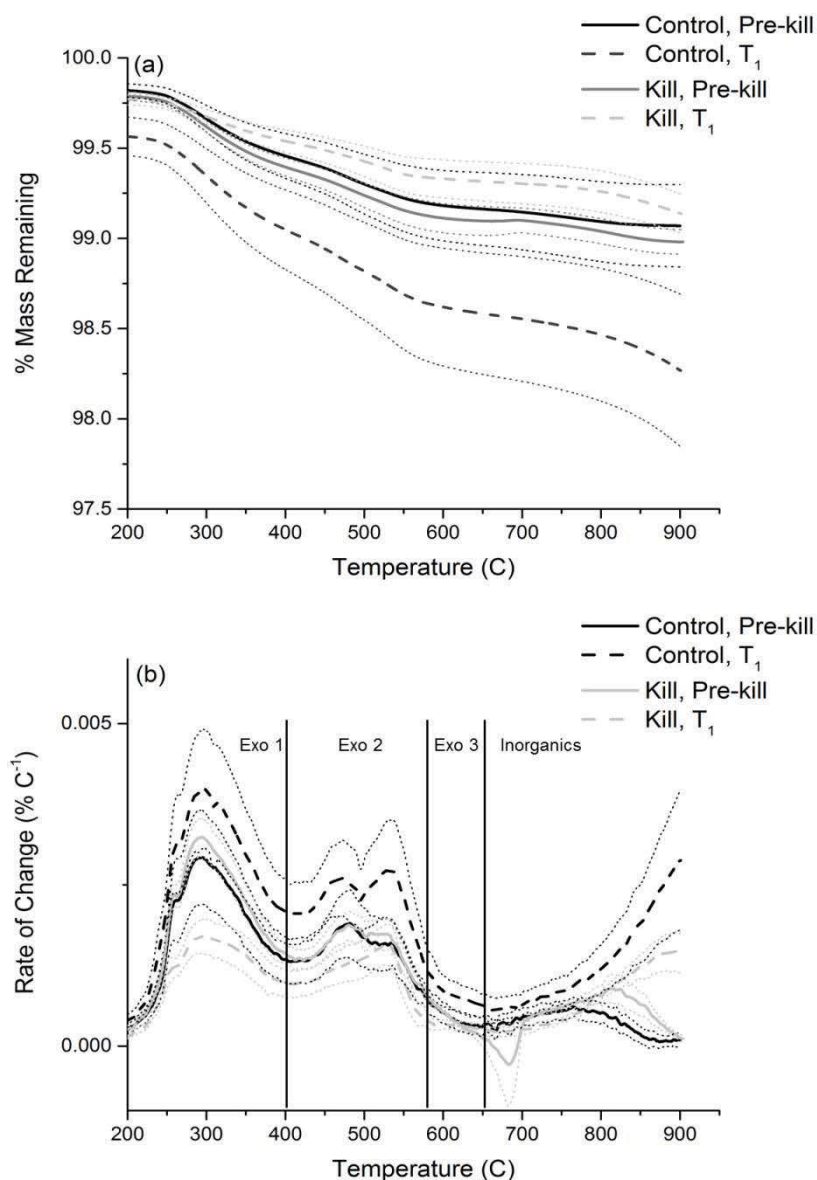 Control, Pre-kill
Control, T₁
Kill, Pre-kill
Kill, T₁
(a)
100.0
99.5
99.0
98.5
98.0
97.5
% Mass Remaining
200 300 400 500 600 700 800 900
Temperature (C)
Control, Pre-kill
Control, T₁
Kill, Pre-kill
Kill, T₁
(b)
Exo 1 Exo 2 Exo 3 Inorganics
0.005
0.000
Rate of Change (% C⁻¹)
200 300 400 500 600 700 800 900
Temperature (C)